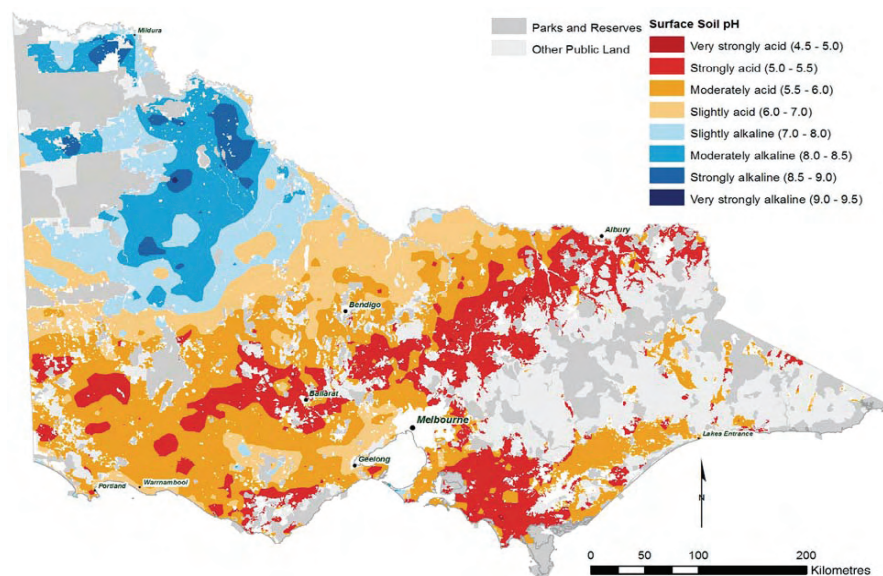 Mildura
Parks and Reserves
Other Public Land
Surface Soil pH
Very strongly acid (4.5 - 5.0)
Strongly acid (5.0 - 5.5)
Moderately acid (5.5 - 6.0)
Slightly acid (6.0 - 7.0)
Slightly alkaline (7.0 - 8.0)
Moderately alkaline (8.0 - 8.5)
Strongly alkaline (8.5 - 9.0)
Very strongly alkaline (9.0 - 9.5)
Albury
Bendigo
Ballarat
Melbourne
Lakes Entrance
Geelong
Portland
Warrnambool
N
0 50 100 200
Kilometres